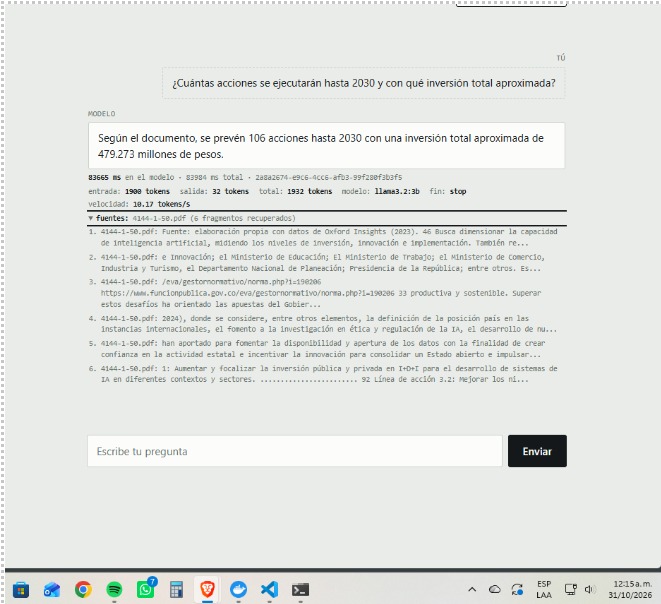 TÚ
¿Cuántas acciones se ejecutarán hasta 2030 y con qué inversión total aproximada?
MODELO
Según el documento, se prevén 106 acciones hasta 2030 con una inversión total aproximada de
479.273 millones de pesos.
83665 ms en el modelo · 83984 ms total · 2a8a2674-e9c6-4cc6-afb3-99f280f3b3f5
entrada: 1900 tokens salida: 32 tokens total: 1932 tokens modelo: llama3.2:3b fin: stop
velocidad: 10.17 tokens/s
▼ fuentes: 4144-1-50.pdf (6 fragmentos recuperados)
1. 4144-1-50.pdf: Fuente: elaboración propia con datos de Oxford Insights (2023). 46 Busca dimensionar la capacidad
de inteligencia artificial, midiendo los niveles de inversión, innovación e implementación. También re...
2. 4144-1-50.pdf: e Innovación; el Ministerio de Educación; El Ministerio de Trabajo; el Ministerio de Comercio,
Industria y Turismo, el Departamento Nacional de Planeación; Presidencia de la República; entre otros. Es...
3. 4144-1-50.pdf: /eva/gestornormativo/norma.php?i=190206
https://www.funcionpublica.gov.co/eva/gestornormativo/norma.php?i=190206 33 productiva y sostenible. Superar
estos desafíos ha orientado las apuestas del Gobier...
4. 4144-1-50.pdf: 2024), donde se considere, entre otros elementos, la definición de la posición país en las
instancias internacionales, el fomento a la investigación en ética y regulación de la IA, el desarrollo de nu...
5. 4144-1-50.pdf: han aportado para fomentar la disponibilidad y apertura de los datos con la finalidad de crear
confianza en la actividad estatal e incentivar la innovación para consolidar un Estado abierto e impulsar...
6. 4144-1-50.pdf: 1: Aumentar y focalizar la inversión pública y privada en I+D+I para el desarrollo de sistemas de
IA en diferentes contextos y sectores. ........................ 92 Línea de acción 3.2: Mejorar los ni...
Escribe tu pregunta
Enviar
7
ESP
LAA
12:15 a. m.
31/10/2026